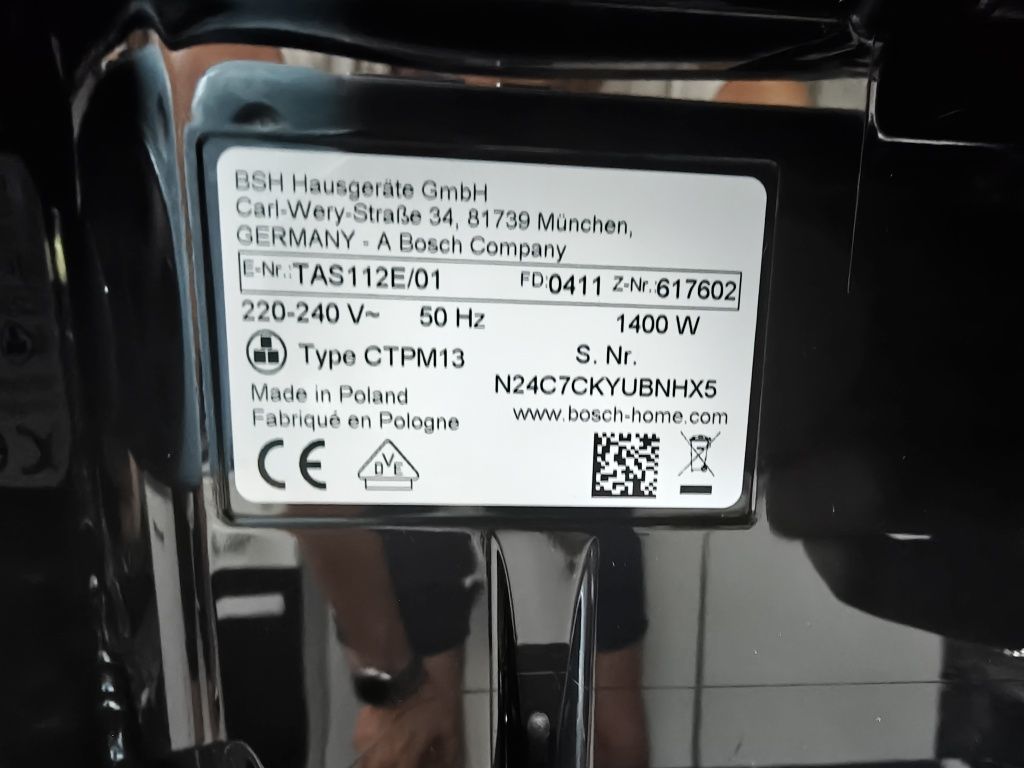 BSH Hausgeräte GmbH
Carl-Wery-Straße 34, 81739 München,
GERMANY - A Bosch Company
E-Nr.:TAS112E/01 FD:0411 Z-Nr.:617602
220-240 V~ 50 Hz 1400 W
Type CTPM13 S. Nr.
N24C7CKYUBNHX5
Made in Poland
www.bosch-home.com
Fabriqué en Pologne
CE DVE